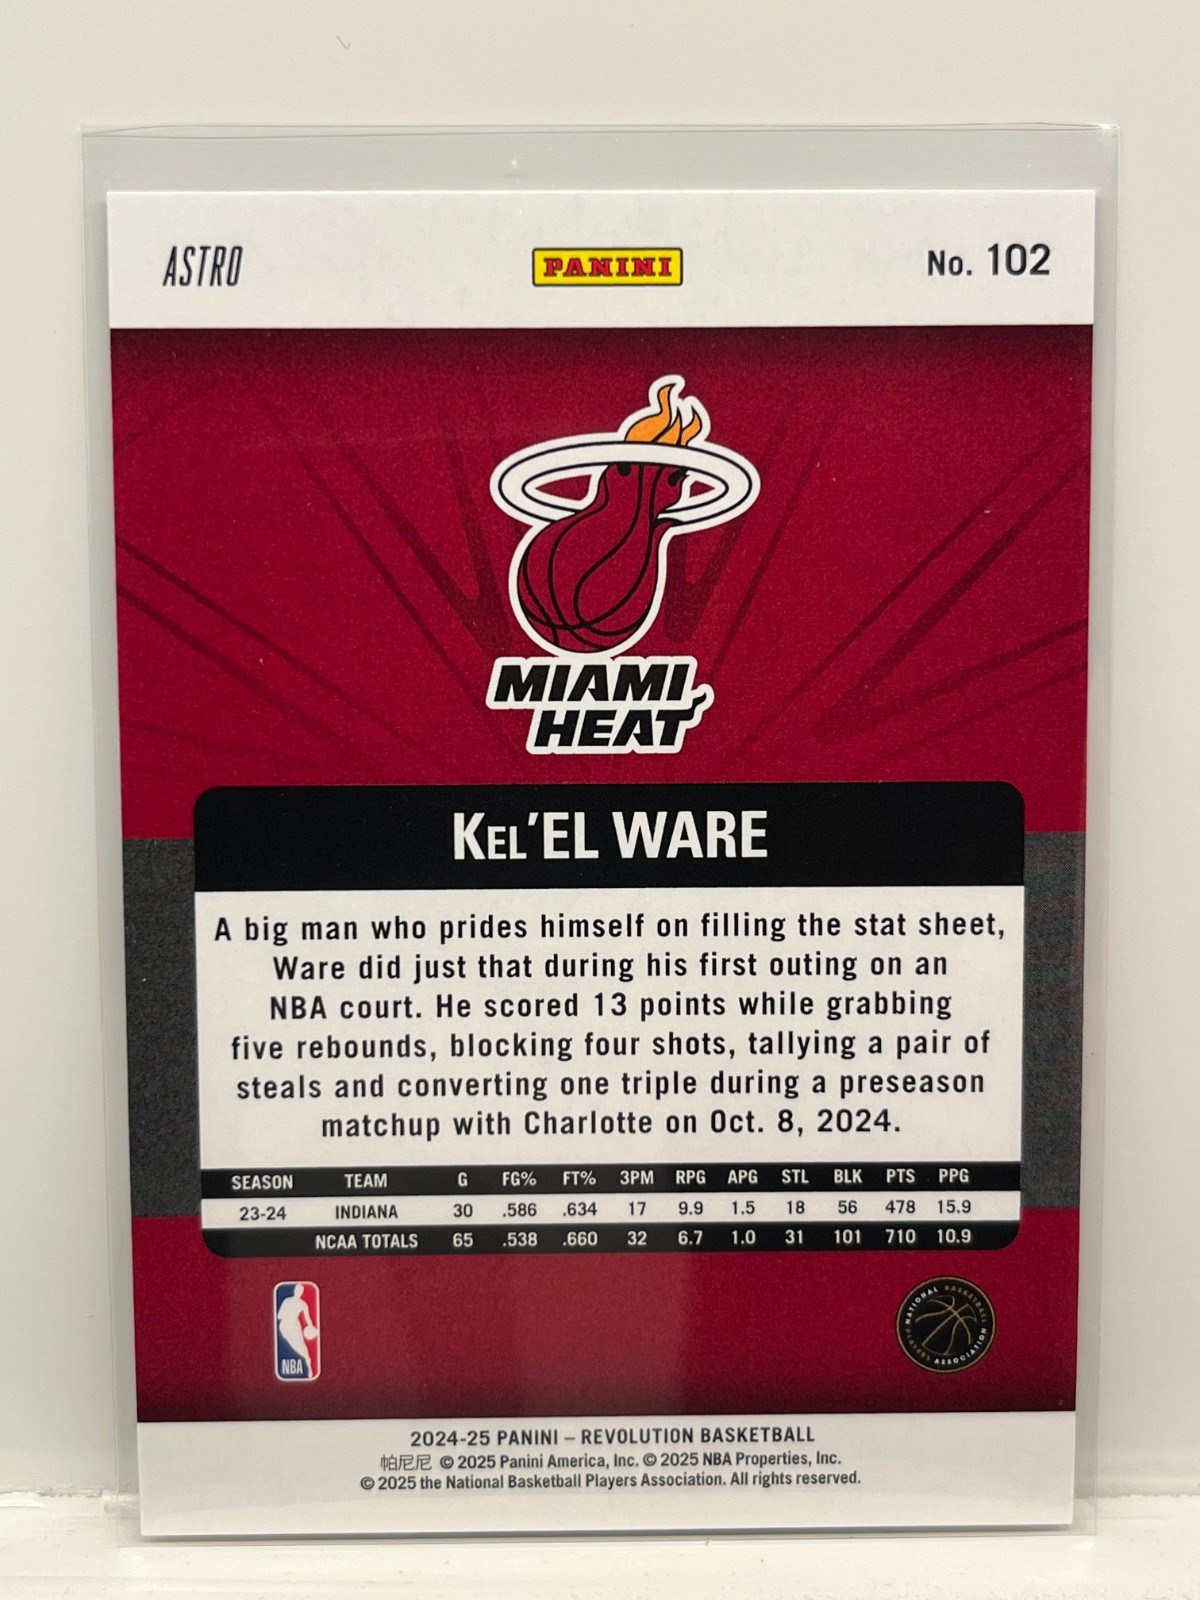 ASTRO
PANINI
No. 102
MIAMI
HEAT
KEL'EL WARE
A big man who prides himself on filling the stat sheet,
Ware did just that during his first outing on an
NBA court. He scored 13 points while grabbing
five rebounds, blocking four shots, tallying a pair of
steals and converting one triple during a preseason
matchup with Charlotte on Oct. 8, 2024.
SEASON TEAM G FG% FT% 3PM RPG APG STL BLK PTS PPG
23-24 INDIANA 30 .586 .634 17 9.9 1.5 18 56 478 15.9
NCAA TOTALS 65 .538 .660 32 6.7 1.0 31 101 710 10.9
NBA
NATIONAL BASKETBALL
PLAYERS ASSOCIATION
2024-25 PANINI – REVOLUTION BASKETBALL
帕尼尼 © 2025 Panini America, Inc. © 2025 NBA Properties, Inc.
© 2025 the National Basketball Players Association. All rights reserved.